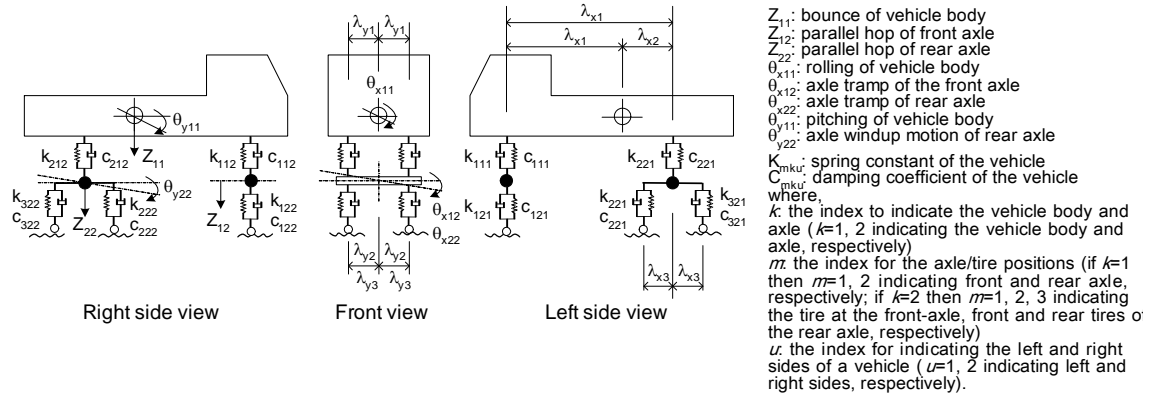 λx1
λx1
λx2
λy1
λy1
θx11
θy11
k212
c212
Z11
k112
c112
θy22
k322
c322
k222
c222
Z22
Z12
k122
c122
θx12
θx22
λy2
λy2
λy3
λy3
k111
c111
k121
c121
k221
c221
k221
c221
k321
c321
λx3
λx3
Right side view
Front view
Left side view
Z11: bounce of vehicle body
Z12: parallel hop of front axle
Z22: parallel hop of rear axle
θx11: rolling of vehicle body
θx12: axle tramp of the front axle
θx22: axle tramp of rear axle
θy11: pitching of vehicle body
θy22: axle windup motion of rear axle
Kmku: spring constant of the vehicle
Cmku: damping coefficient of the vehicle
where,
k: the index to indicate the vehicle body and
axle (k=1, 2 indicating the vehicle body and
axle, respectively)
m: the index for the axle/tire positions (if k=1
then m=1, 2 indicating front and rear axle,
respectively; if k=2 then m=1, 2, 3 indicating
the tire at the front-axle, front and rear tires of
the rear axle, respectively)
u: the index for indicating the left and right
sides of a vehicle (u=1, 2 indicating left and
right sides, respectively).